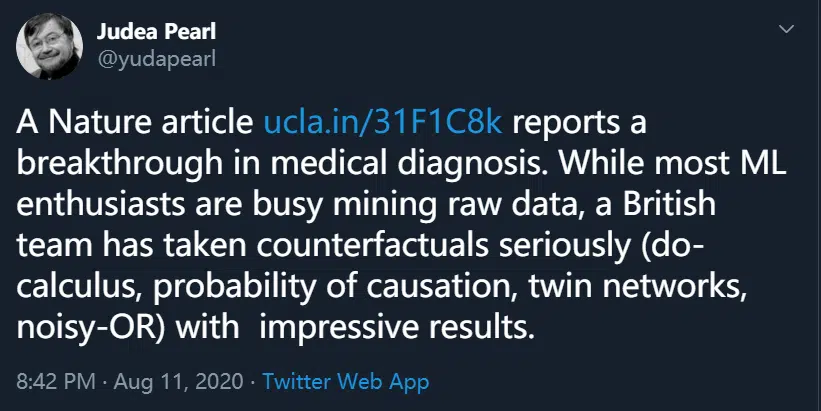 Judea Pearl
@yudapearl
A Nature article ucla.in/31F1C8k reports a
breakthrough in medical diagnosis. While most ML
enthusiasts are busy mining raw data, a British
team has taken counterfactuals seriously (do-
calculus, probability of causation, twin networks,
noisy-OR) with  impressive results.
8:42 PM · Aug 11, 2020 · Twitter Web App